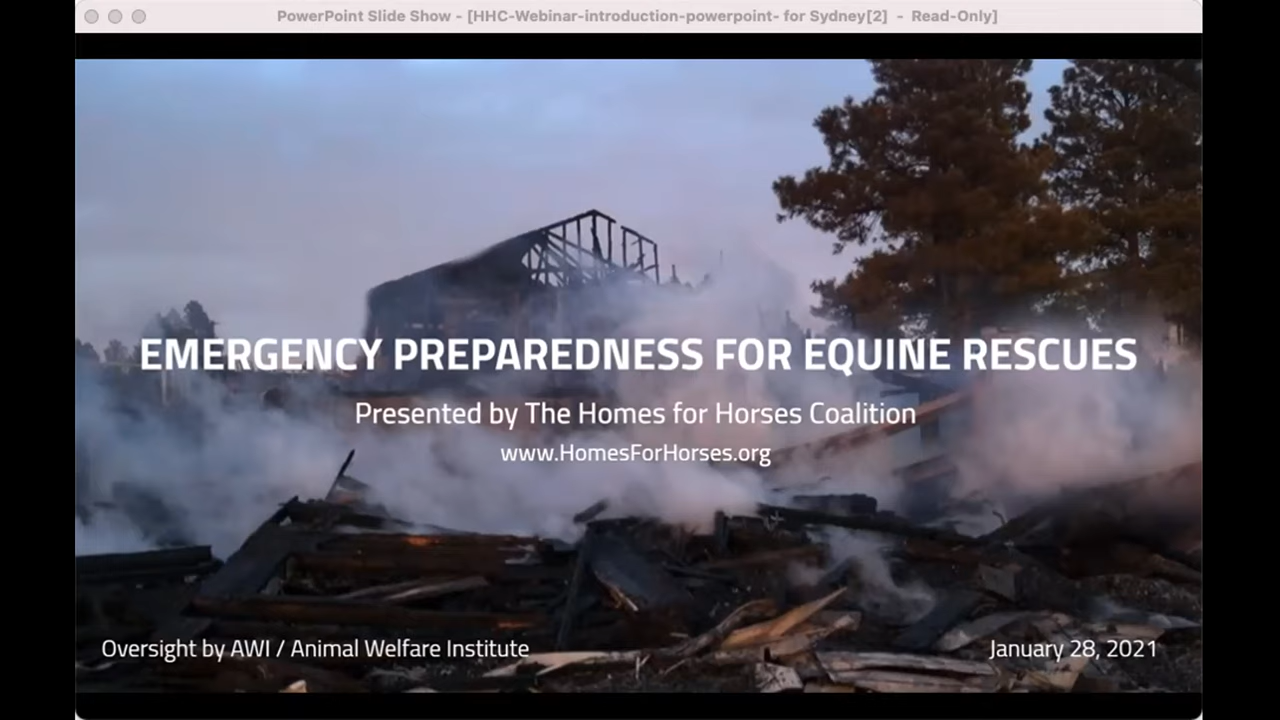 PowerPoint Slide Show - [HHC-Webinar-introduction-powerpoint- for Sydney[2] - Read-Only]
EMERGENCY PREPAREDNESS FOR EQUINE RESCUES
Presented by The Homes for Horses Coalition
www.HomesForHorses.org
Oversight by AWI / Animal Welfare Institute
January 28, 2021